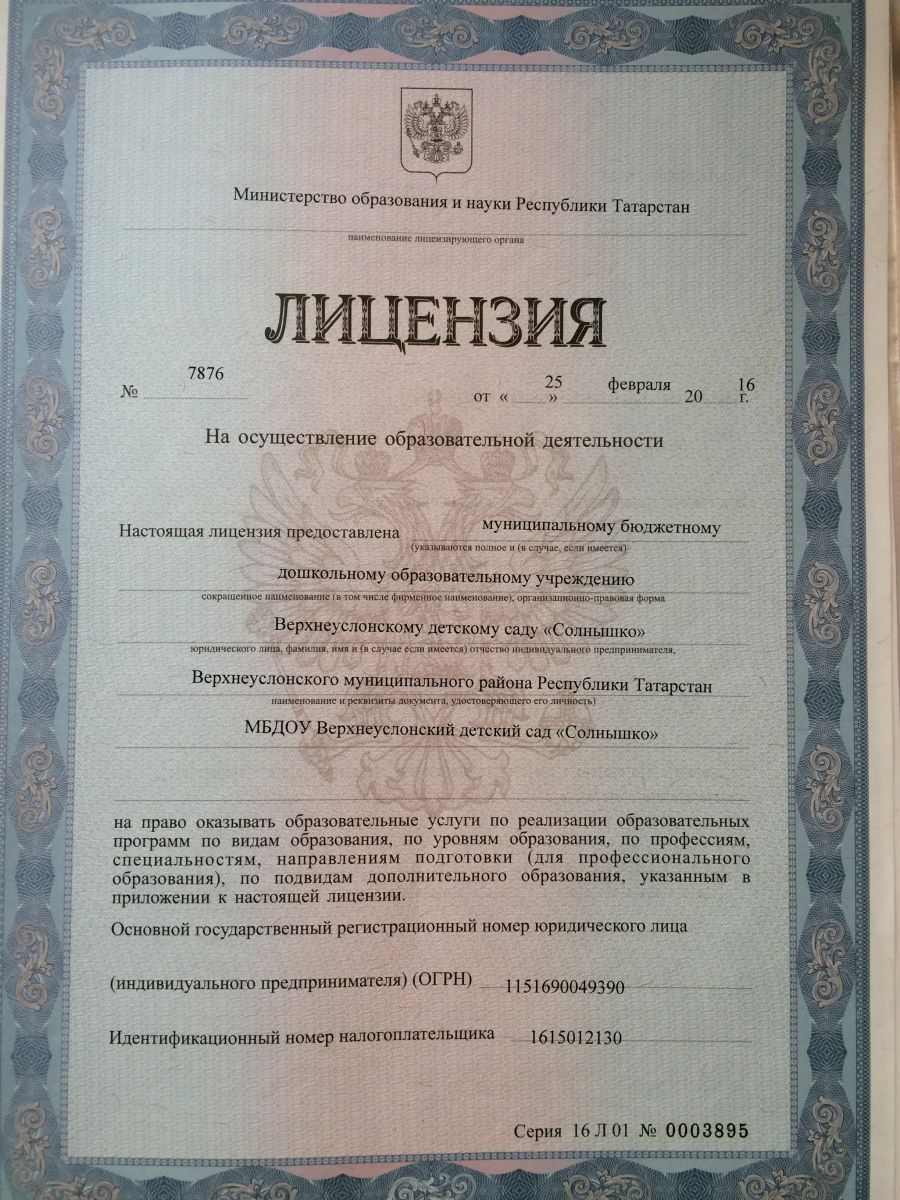 Министерство образования и науки Республики Татарстан
наименование лицензирующего органа
ЛИЦЕНЗИЯ
№ 7876 от « 25 » февраля 20 16 г.
На осуществление образовательной деятельности
Настоящая лицензия предоставлена муниципальному бюджетному
(указываются полное и (в случае, если имеется)
дошкольному образовательному учреждению
сокращенное наименование (в том числе фирменное наименование), организационно-правовая форма
Верхнеуслонскому детскому саду «Солнышко»
юридического лица, фамилия, имя и (в случае если имеется) отчество индивидуального предпринимателя,
Верхнеуслонского муниципального района Республики Татарстан
наименование и реквизиты документа, удостоверяющего его личность)
МБДОУ Верхнеуслонский детский сад «Солнышко»
на право оказывать образовательные услуги по реализации образовательных
программ по видам образования, по уровням образования, по профессиям,
специальностям, направлениям подготовки (для профессионального
образования), по подвидам дополнительного образования, указанным в
приложении к настоящей лицензии.
Основной государственный регистрационный номер юридического лица
(индивидуального предпринимателя) (ОГРН) 1151690049390
Идентификационный номер налогоплательщика 1615012130
Серия 16 Л 01 № 0003895